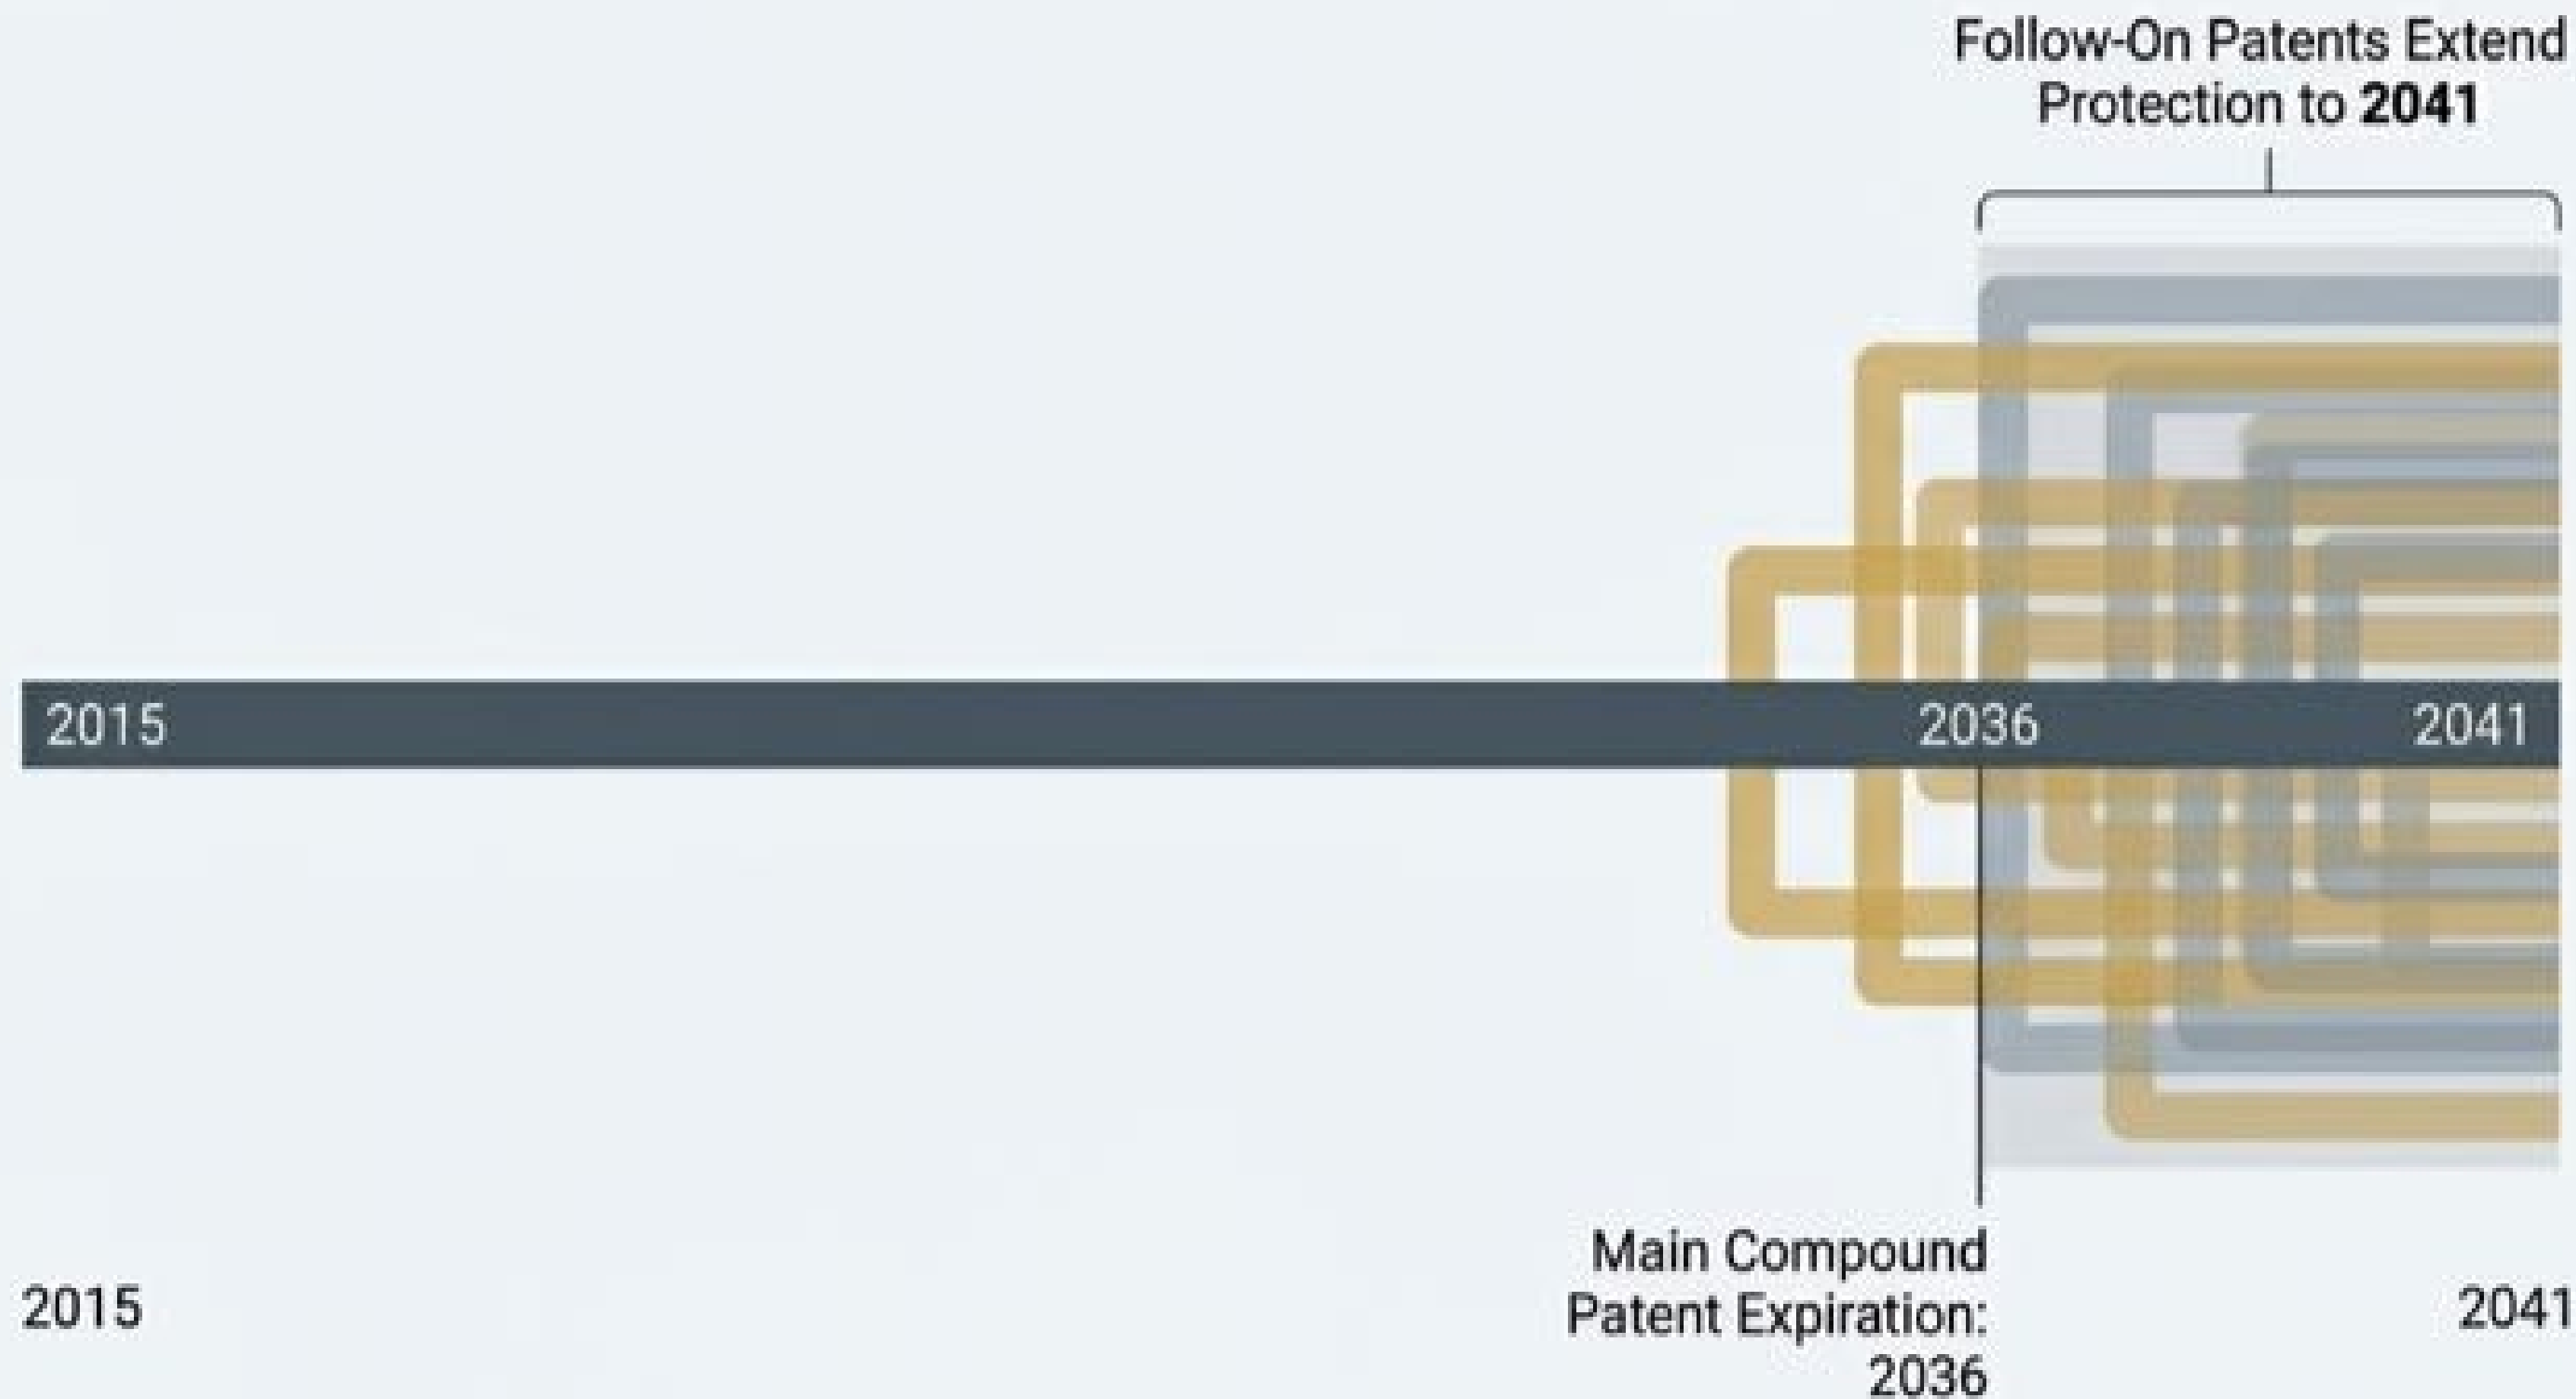 Follow-On Patents Extend
Protection to 2041
2015
2036
2041
Main Compound
Patent Expiration:
2036
2015
2041